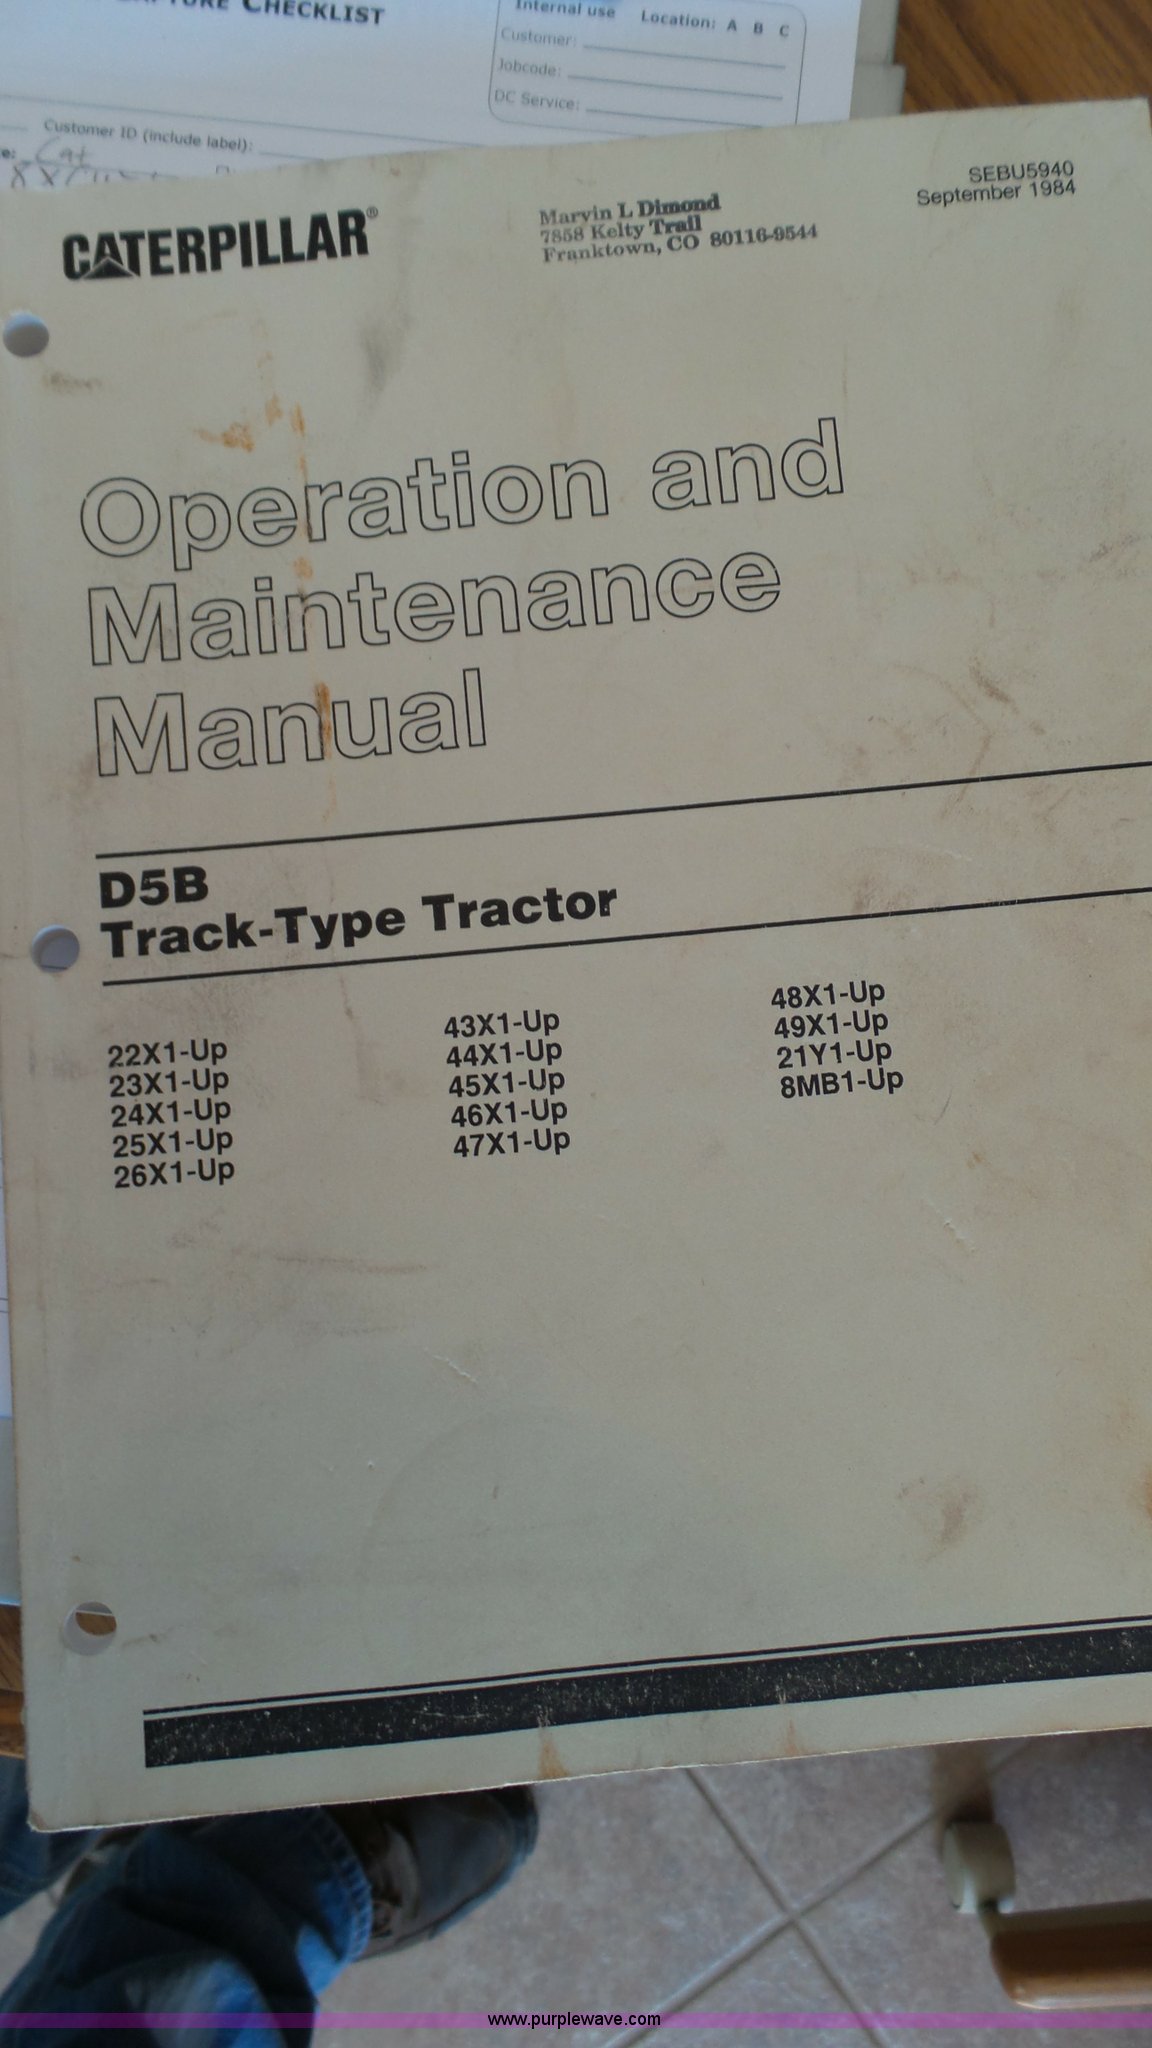 CHECKLIST
Internal use Location: A B C
Customer:
Jobcode:
DC Service:
Customer ID (include label):
Cat
CATERPILLAR®
Marvin L Dimond
7858 Kelty Trail
Franktown, CO 80116-9544
SEBU5940
September 1984
Operation and
Maintenance
Manual
D5B
Track-Type Tractor
22X1-Up
23X1-Up
24X1-Up
25X1-Up
26X1-Up
43X1-Up
44X1-Up
45X1-Up
46X1-Up
47X1-Up
48X1-Up
49X1-Up
21Y1-Up
8MB1-Up
www.purplewave.com